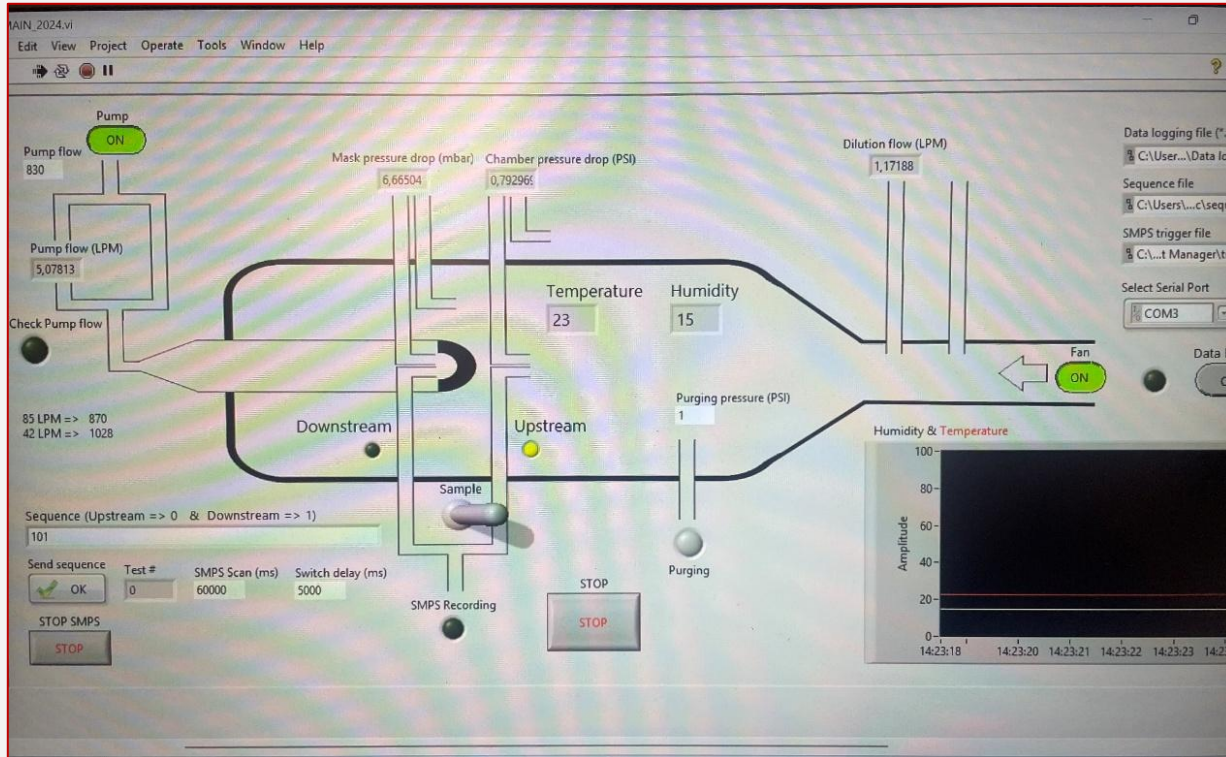 MAIN_2024.vi
Edit View Project Operate Tools Window Help
Pump
ON
Pump flow
830
Mask pressure drop (mbar)
6,66504
Chamber pressure drop (PSI)
0,792969
Dilution flow (LPM)
1,17188
Data logging file
C:\User...\Data
Sequence file
C:\Users\...c\
SMPS trigger file
C:\...t Manager\
Select Serial Port
COM3
Pump flow (LPM)
5,07813
Check Pump flow
Temperature
23
Humidity
15
Fan
ON
Data
85 LPM => 870
42 LPM => 1028
Downstream
Upstream
Purging pressure (PSI)
1
Humidity & Temperature
Sample
Sequence (Upstream => 0 & Downstream => 1)
101
Send sequence
OK
Test #
0
SMPS Scan (ms)
60000
Switch delay (ms)
5000
STOP SMPS
STOP
SMPS Recording
STOP
STOP
Purging
Amplitude
100
80
60
40
20
0
14:23:18 14:23:20 14:23:21 14:23:22 14:23:23